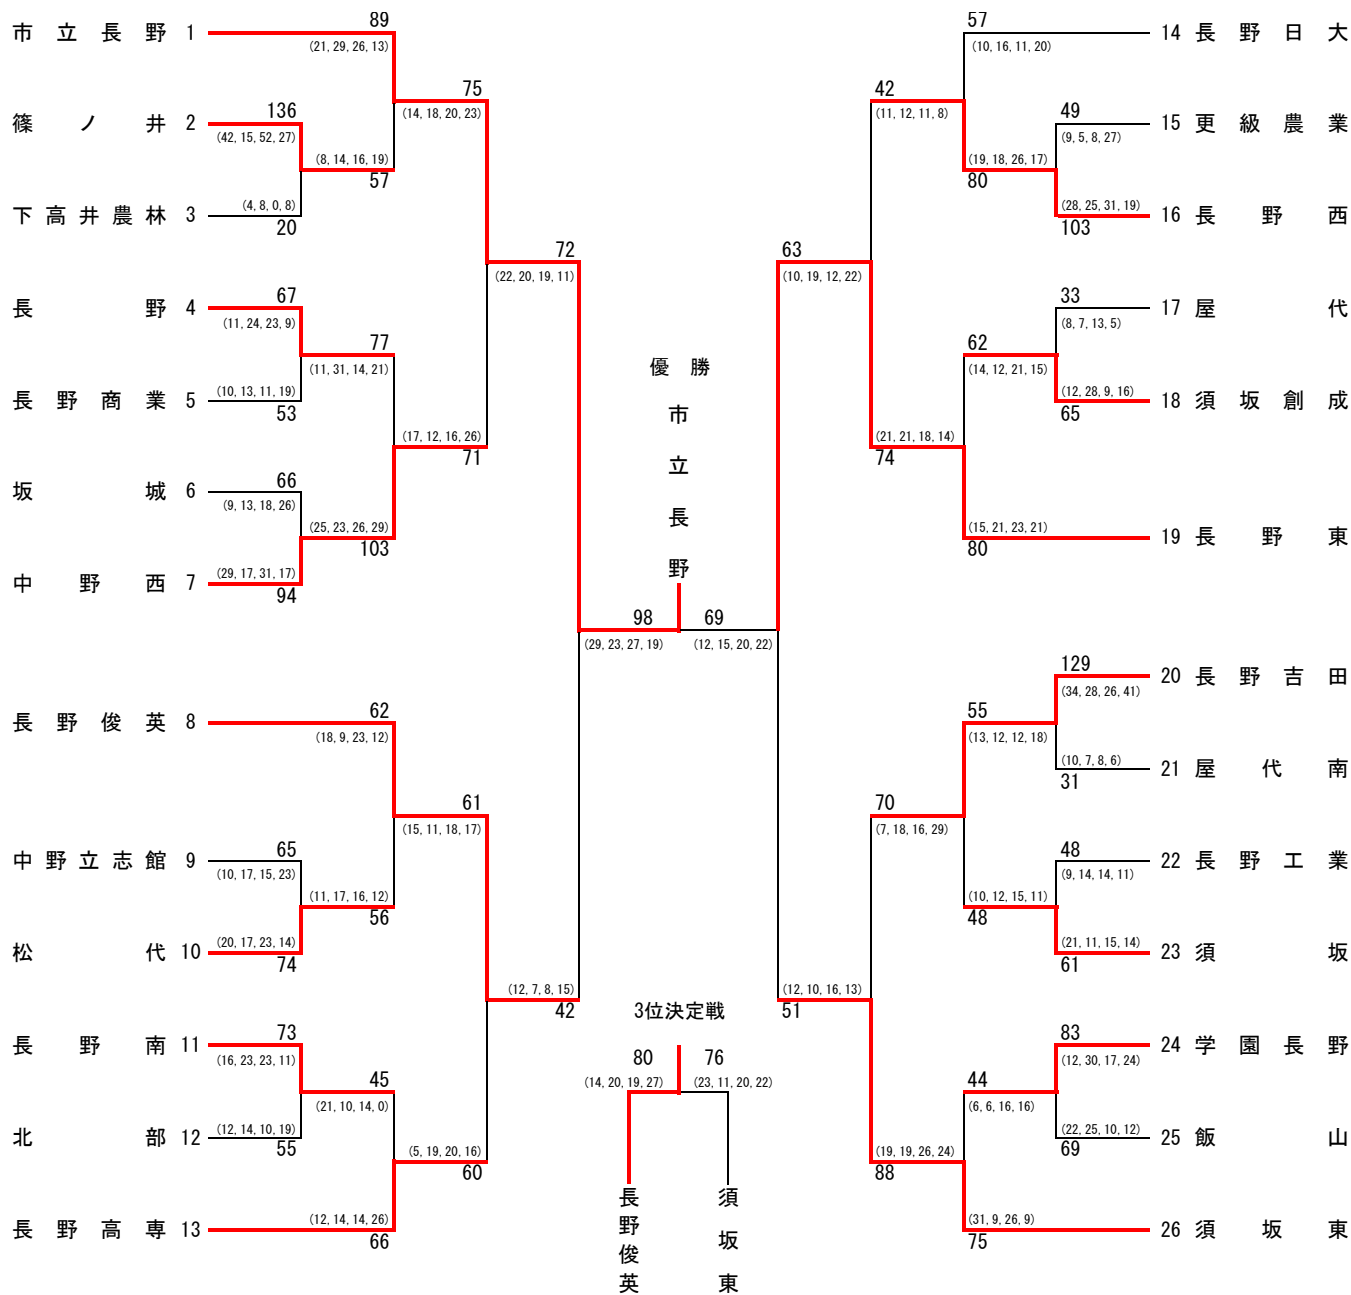 89
57
市立長野 1
14 長野日大
(21, 29, 26, 13)
(10, 16, 11, 20)
75
42
136
49
(14, 18, 20, 23)
(11, 12, 11, 8)
篠ノ井 2
15 更級農業
(42, 15, 52, 27)
(9, 5, 8, 27)
(8, 14, 16, 19)
(19, 18, 26, 17)
57
80
(4, 8, 0, 8)
(28, 25, 31, 19)
下高井農林 3
16 長野西
20
103
72
63
(22, 20, 19, 11)
(10, 19, 12, 22)
67
33
長野 4
17 屋代
(11, 24, 23, 9)
(8, 7, 13, 5)
77
62
(11, 31, 14, 21)
(14, 12, 21, 15)
優勝
市立長野
(10, 13, 11, 19)
(12, 28, 9, 16)
長野商業 5
18 須坂創成
53
65
(17, 12, 16, 26)
(21, 21, 18, 14)
71
74
66
坂城 6
(9, 13, 18, 26)
(25, 23, 26, 29)
(15, 21, 23, 21)
19 長野東
103
80
(29, 17, 31, 17)
中野西 7
94
98
69
(29, 23, 27, 19)
(12, 15, 20, 22)
129
20 長野吉田
(34, 28, 26, 41)
62
55
長野俊英 8
(18, 9, 23, 12)
(13, 12, 12, 18)
(10, 7, 8, 6)
21 屋代南
31
61
70
(15, 11, 18, 17)
(7, 18, 16, 29)
65
48
中野立志館 9
22 長野工業
(10, 17, 15, 23)
(9, 14, 14, 11)
(11, 17, 16, 12)
(10, 12, 15, 11)
56
48
(20, 17, 23, 14)
(21, 11, 15, 14)
松代 10
23 須坂
74
61
(12, 7, 8, 15)
(12, 10, 16, 13)
42
51
3位決定戦
73
83
長野南 11
24 学園長野
(16, 23, 23, 11)
(12, 30, 17, 24)
80
76
(14, 20, 19, 27)
(23, 11, 20, 22)
45
44
(21, 10, 14, 0)
(6, 6, 16, 16)
(12, 14, 10, 19)
(22, 25, 10, 12)
北部 12
25 飯山
55
69
(5, 19, 20, 16)
(19, 19, 26, 24)
60
88
長野俊英
須坂東
(12, 14, 14, 26)
(31, 9, 26, 9)
長野高専 13
26 須坂東
66
75